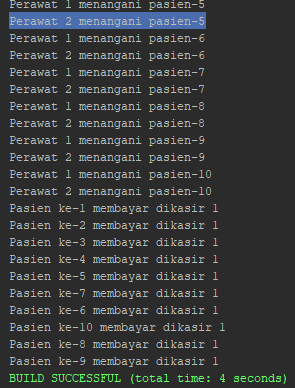 Perawat 1 menangani pasien-5
Perawat 2 menangani pasien-5
Perawat 1 menangani pasien-6
Perawat 2 menangani pasien-6
Perawat 1 menangani pasien-7
Perawat 2 menangani pasien-7
Perawat 1 menangani pasien-8
Perawat 2 menangani pasien-8
Perawat 1 menangani pasien-9
Perawat 2 menangani pasien-9
Perawat 1 menangani pasien-10
Perawat 2 menangani pasien-10
Pasien ke-1 membayar dikasir 1
Pasien ke-2 membayar dikasir 1
Pasien ke-3 membayar dikasir 1
Pasien ke-4 membayar dikasir 1
Pasien ke-5 membayar dikasir 1
Pasien ke-7 membayar dikasir 1
Pasien ke-6 membayar dikasir 1
Pasien ke-10 membayar dikasir 1
Pasien ke-8 membayar dikasir 1
Pasien ke-9 membayar dikasir 1
BUILD SUCCESSFUL (total time: 4 seconds)